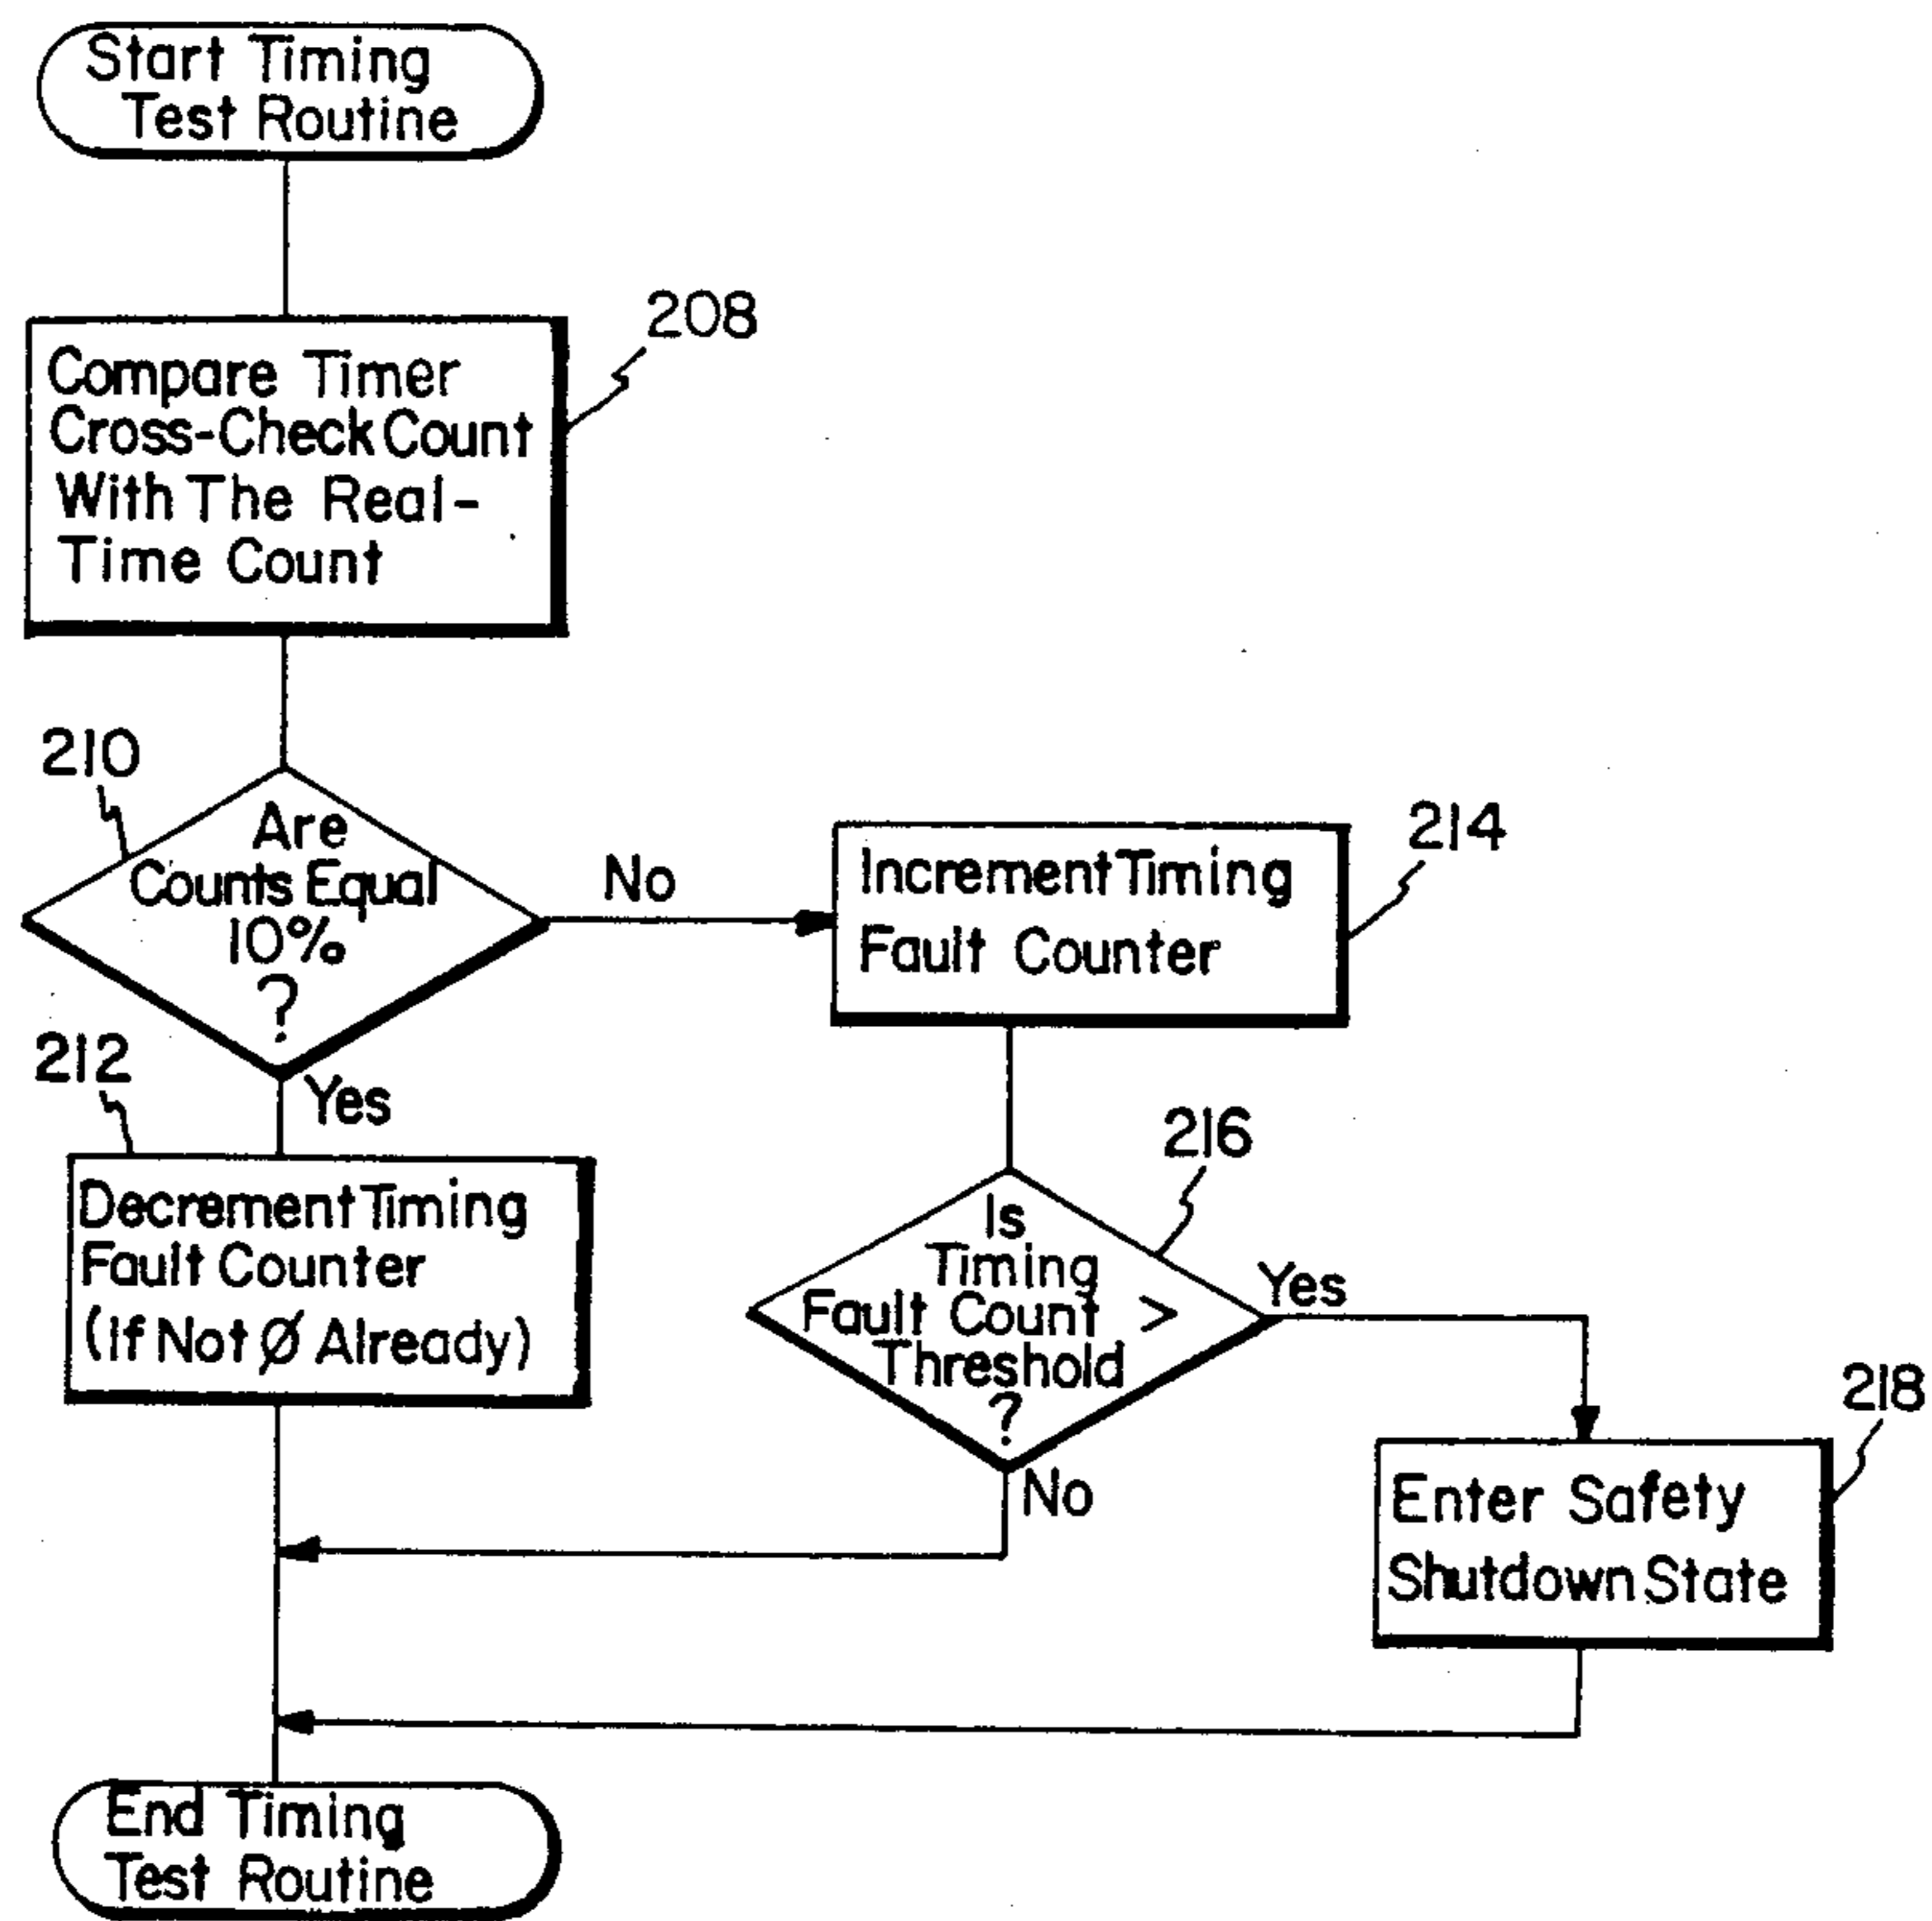 Start Timing
Test Routine
208
Compare Timer
Cross-Check Count
With The Real-
Time Count
210
Are
Counts Equal
10%
?
No
Yes
214
Increment Timing
Fault Counter
212
Decrement Timing
Fault Counter
(If Not Ø Already)
216
Is
Timing
Fault Count >
Threshold
?
Yes
No
218
Enter Safety
Shutdown State
End Timing
Test Routine